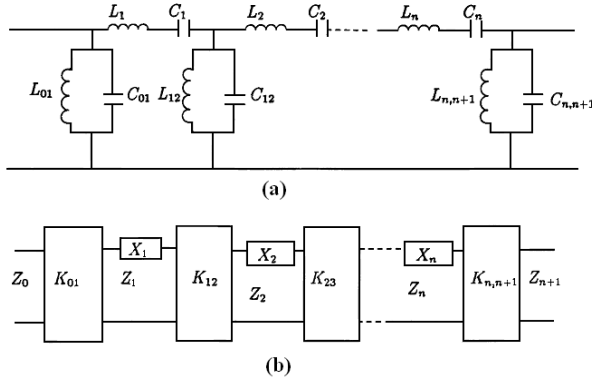 L₁ C₁ L₂ C₂ Lₙ Cₙ
L₀₁ C₀₁ L₁₂ C₁₂ Lₙ,ₙ₊₁ Cₙ,ₙ₊₁
(a)
Z₀ K₀₁ X₁ Z₁ K₁₂ X₂ Z₂ K₂₃ Xₙ Zₙ Kₙ,ₙ₊₁ Zₙ₊₁
(b)